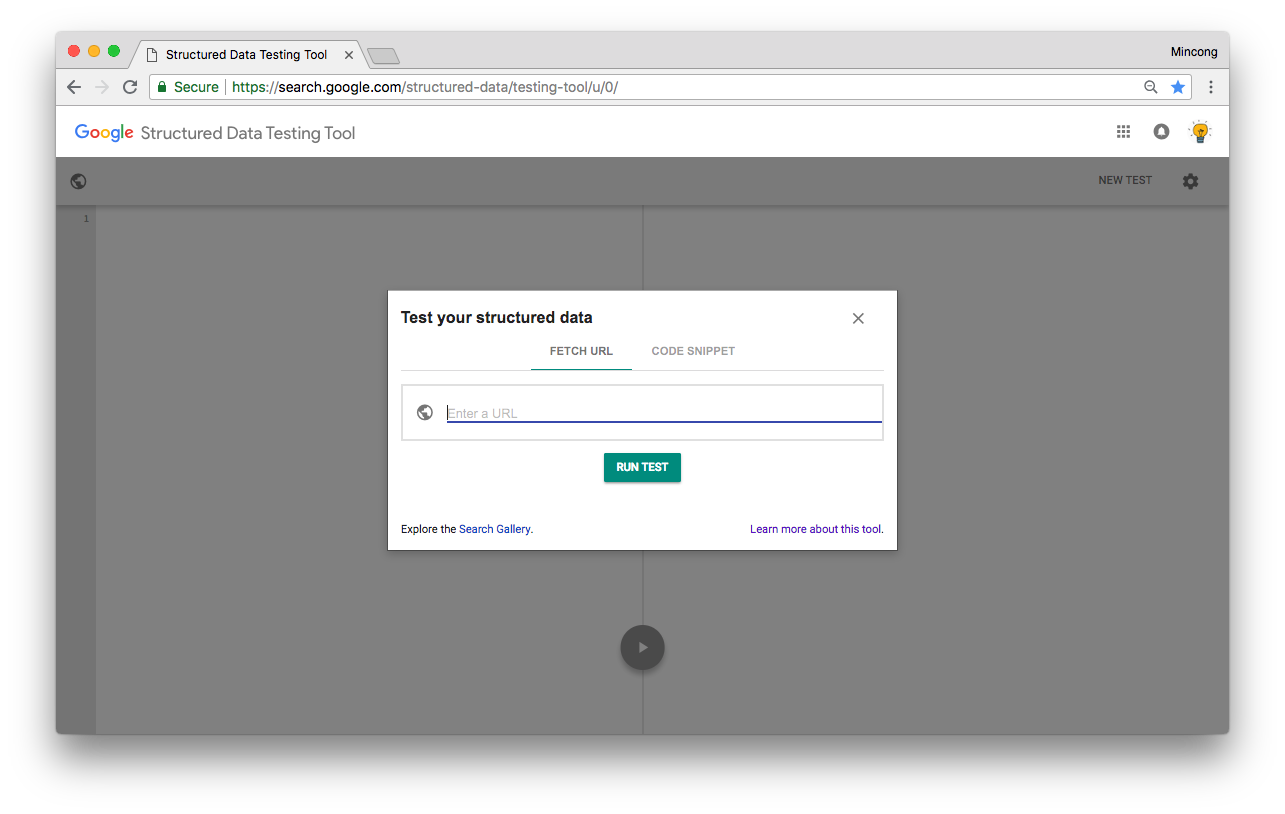 Structured Data Testing Tool
Mincong
Secure https://search.google.com/structured-data/testing-tool/u/0/
Google Structured Data Testing Tool
NEW TEST
1
Test your structured data
FETCH URL CODE SNIPPET
Enter a URL
RUN TEST
Explore the Search Gallery. Learn more about this tool.